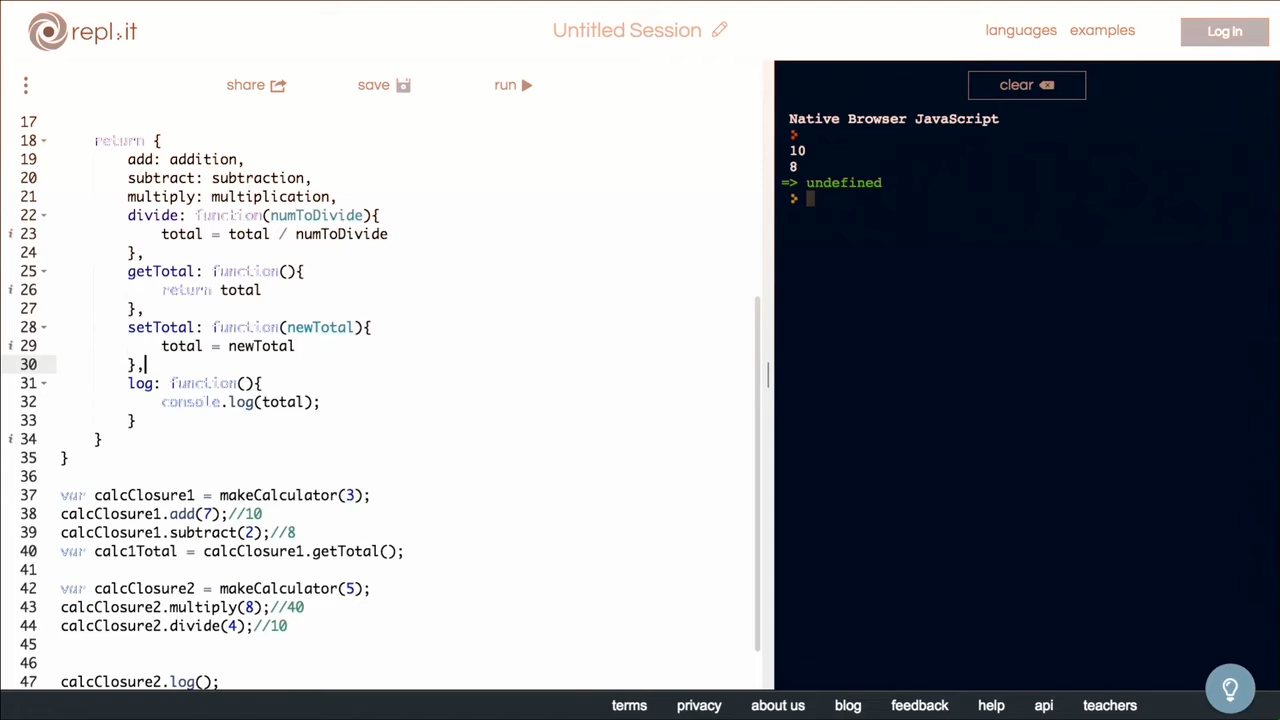 repl.it
Untitled Session
languages examples
Log In
share
save
run
clear
17
18 return {
19 add: addition,
20 subtract: subtraction,
21 multiply: multiplication,
22 divide: function(numToDivide){
i 23 total = total / numToDivide
24 },
25 getTotal: function(){
i 26 return total
27 },
28 setTotal: function(newTotal){
i 29 total = newTotal
30 },
31 log: function(){
32 console.log(total);
33 }
i 34 }
35 }
36
37 var calcClosure1 = makeCalculator(3);
38 calcClosure1.add(7);//10
39 calcClosure1.subtract(2);//8
40 var calc1Total = calcClosure1.getTotal();
41
42 var calcClosure2 = makeCalculator(5);
43 calcClosure2.multiply(8);//40
44 calcClosure2.divide(4);//10
45
46
47 calcClosure2.log();
Native Browser JavaScript
>
10
8
=> undefined
>
terms privacy about us blog feedback help api teachers